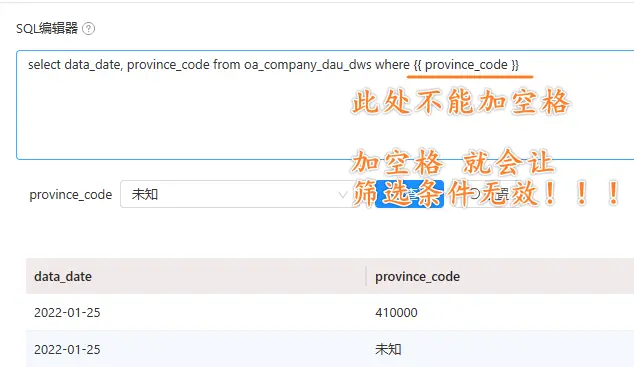 SQL编辑器 ?
select data_date, province_code from oa_company_dau_dws where {{ province_code }}
此处不能加空格
加空格 就会让
筛选条件无效！！！
province_code 未知
data_date province_code
2022-01-25 410000
2022-01-25 未知